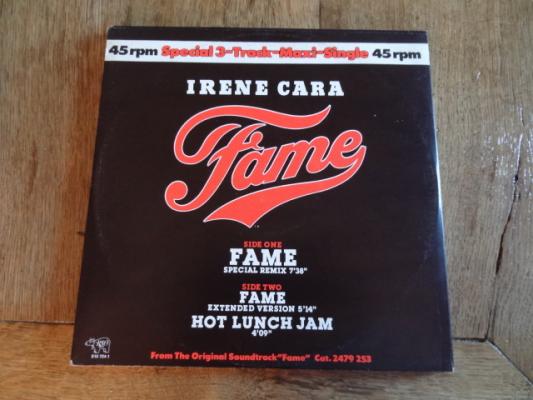 45 rpm Special 3-Track-Maxi-Single 45 rpm
IRENE CARA
Fame
SIDE ONE
FAME
SPECIAL REMIX 7'38"
SIDE TWO
FAME
EXTENDED VERSION 5'14"
HOT LUNCH JAM
4'09"
From The Original Soundtrack"Fame" Cat. 2479 253